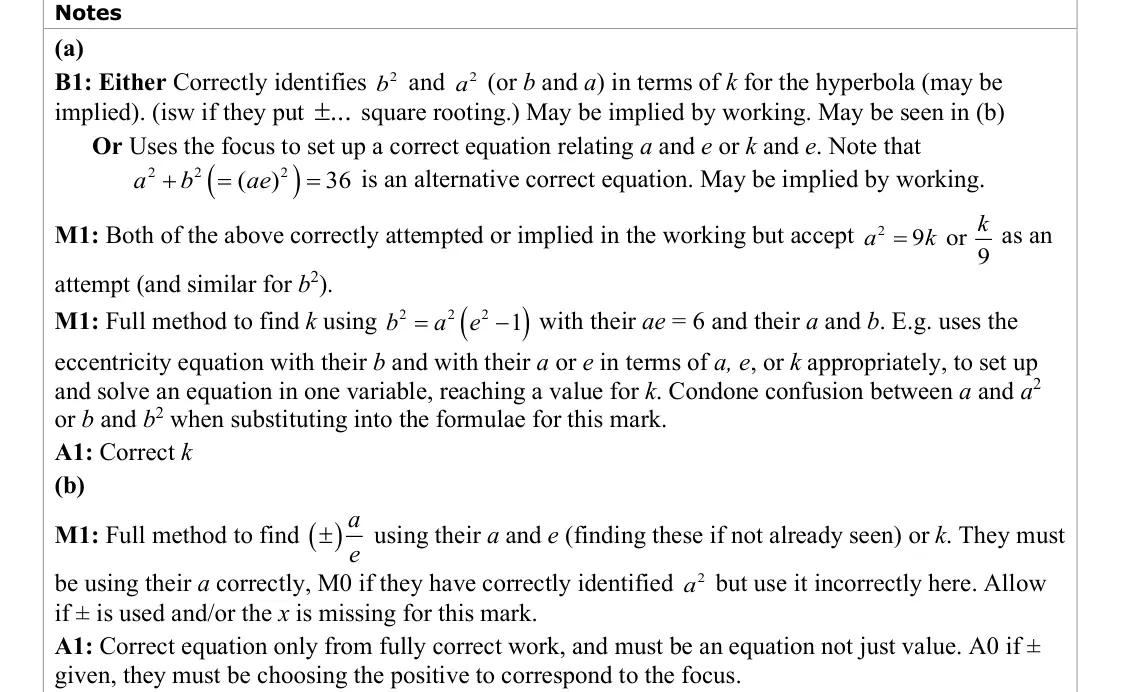 Notes
(a)
B1: Either Correctly identifies b² and a² (or b and a) in terms of k for the hyperbola (may be
implied). (isw if they put ±... square rooting.) May be implied by working. May be seen in (b)
Or Uses the focus to set up a correct equation relating a and e or k and e. Note that
a² + b² (= (ae)²) = 36 is an alternative correct equation. May be implied by working.
M1: Both of the above correctly attempted or implied in the working but accept a² = 9k or k/9 as an
attempt (and similar for b²).
M1: Full method to find k using b² = a²(e² −1) with their ae = 6 and their a and b. E.g. uses the
eccentricity equation with their b and with their a or e in terms of a, e, or k appropriately, to set up
and solve an equation in one variable, reaching a value for k. Condone confusion between a and a²
or b and b² when substituting into the formulae for this mark.
A1: Correct k
(b)
M1: Full method to find (±) a/e using their a and e (finding these if not already seen) or k. They must
be using their a correctly, M0 if they have correctly identified a² but use it incorrectly here. Allow
if ± is used and/or the x is missing for this mark.
A1: Correct equation only from fully correct work, and must be an equation not just value. A0 if ±
given, they must be choosing the positive to correspond to the focus.